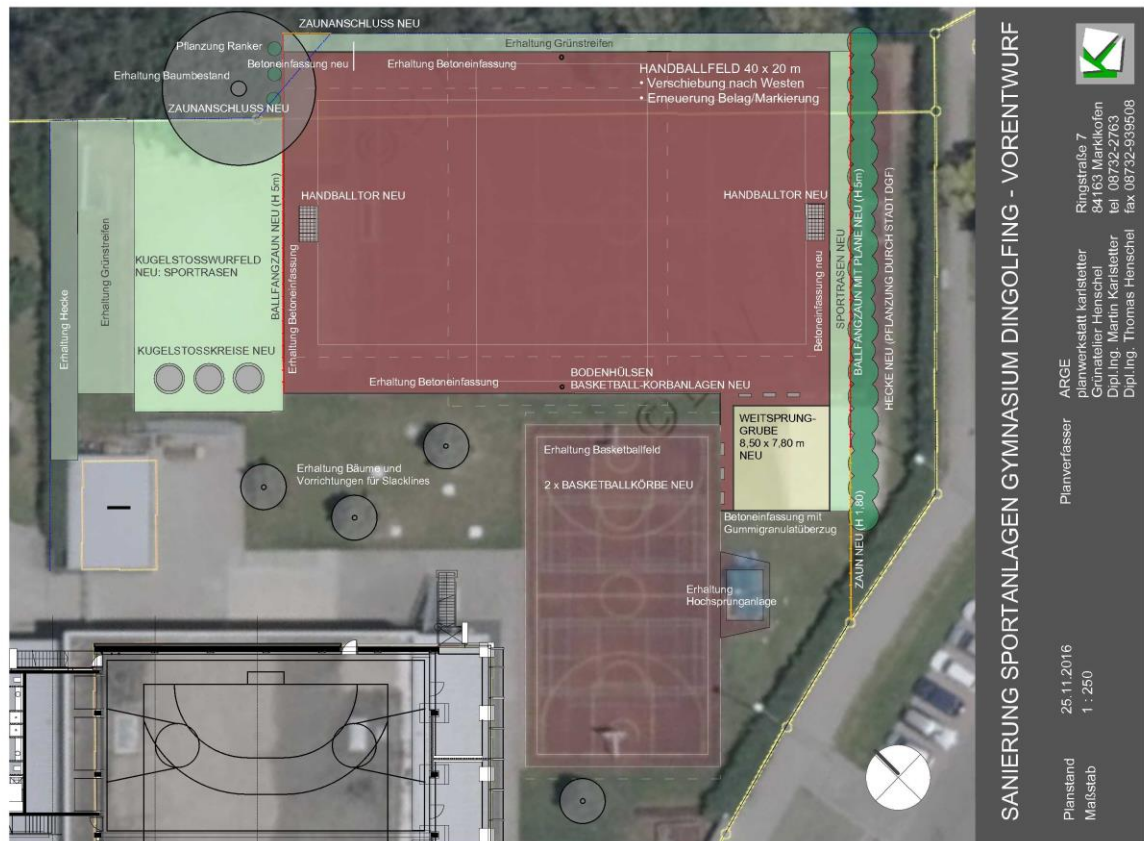 ZAUNANSCHLUSS NEU
Pflanzung Ranker
Betoneinfassung neu
Erhaltung Baumbestand
ZAUNANSCHLUSS NEU
Erhaltung Grünstreifen
Erhaltung Betoneinfassung
HANDBALLFELD 40 x 20 m
• Verschiebung nach Westen
• Erneuerung Belag/Markierung
HANDBALLTOR NEU
HANDBALLTOR NEU
BALLFANGZAUN NEU (H 5m)
Erhaltung Betoneinfassung
KUGELSTOSSWURFELD
NEU: SPORTRASEN
Erhaltung Grünstreifen
Erhaltung Hecke
KUGELSTOSSKREISE NEU
Betoneinfassung neu
SPORTRASEN NEU
BALLFANGZAUN MIT PLANE NEU (H 5m)
HECKE NEU (PFLANZUNG DURCH STADT DGF)
Erhaltung Betoneinfassung
BODENHÜLSEN
BASKETBALL-KORBANLAGEN NEU
WEITSPRUNG-
GRUBE
8,50 x 7,80 m
NEU
Erhaltung Basketballfeld
2 x BASKETBALLKÖRBE NEU
Erhaltung Bäume und
Vorrichtungen für Slacklines
Betoneinfassung mit
Gummigranulatüberzug
ZAUN NEU (H 1,80)
Erhaltung
Hochsprunganlage
SANIERUNG SPORTANLAGEN GYMNASIUM DINGOLFING - VORENTWURF
Planstand 25.11.2016
Maßstab 1 : 250
Planverfasser
ARGE
planwerkstatt karlstetter
Grünatelier Henschel
Dipl.Ing. Martin Karlstetter
Dipl.Ing. Thomas Henschel
Ringstraße 7
84163 Marklkofen
tel 08732-2763
fax 08732-939508